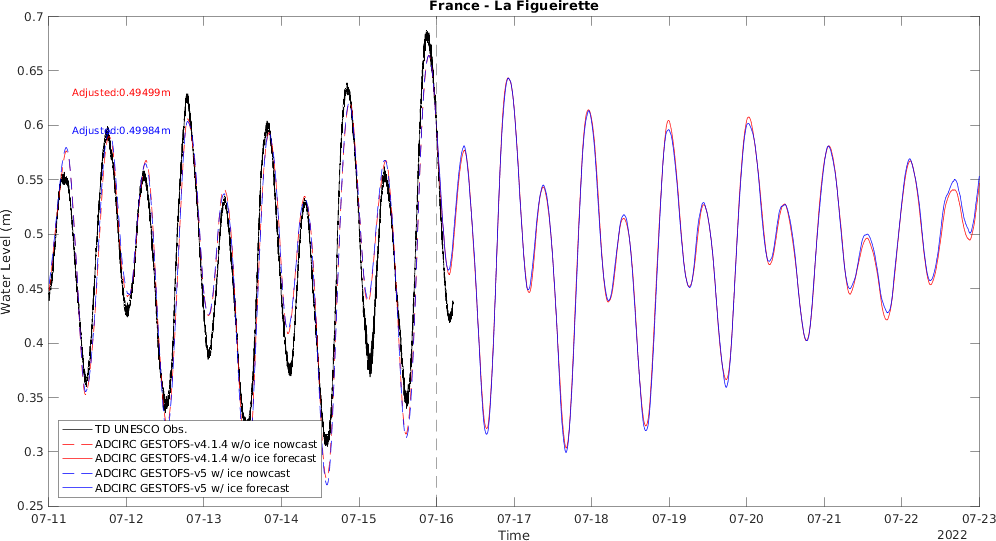 France - La Figueirette
0.7
0.65
0.6
0.55
0.5
0.45
0.4
0.35
0.3
0.25
Water Level (m)
Adjusted:0.49499m
Adjusted:0.49984m
TD UNESCO Obs.
ADCIRC GESTOFS-v4.1.4 w/o ice nowcast
ADCIRC GESTOFS-v4.1.4 w/o ice forecast
ADCIRC GESTOFS-v5 w/ ice nowcast
ADCIRC GESTOFS-v5 w/ ice forecast
07-11 07-12 07-13 07-14 07-15 07-16 07-17 07-18 07-19 07-20 07-21 07-22 07-23
Time
2022